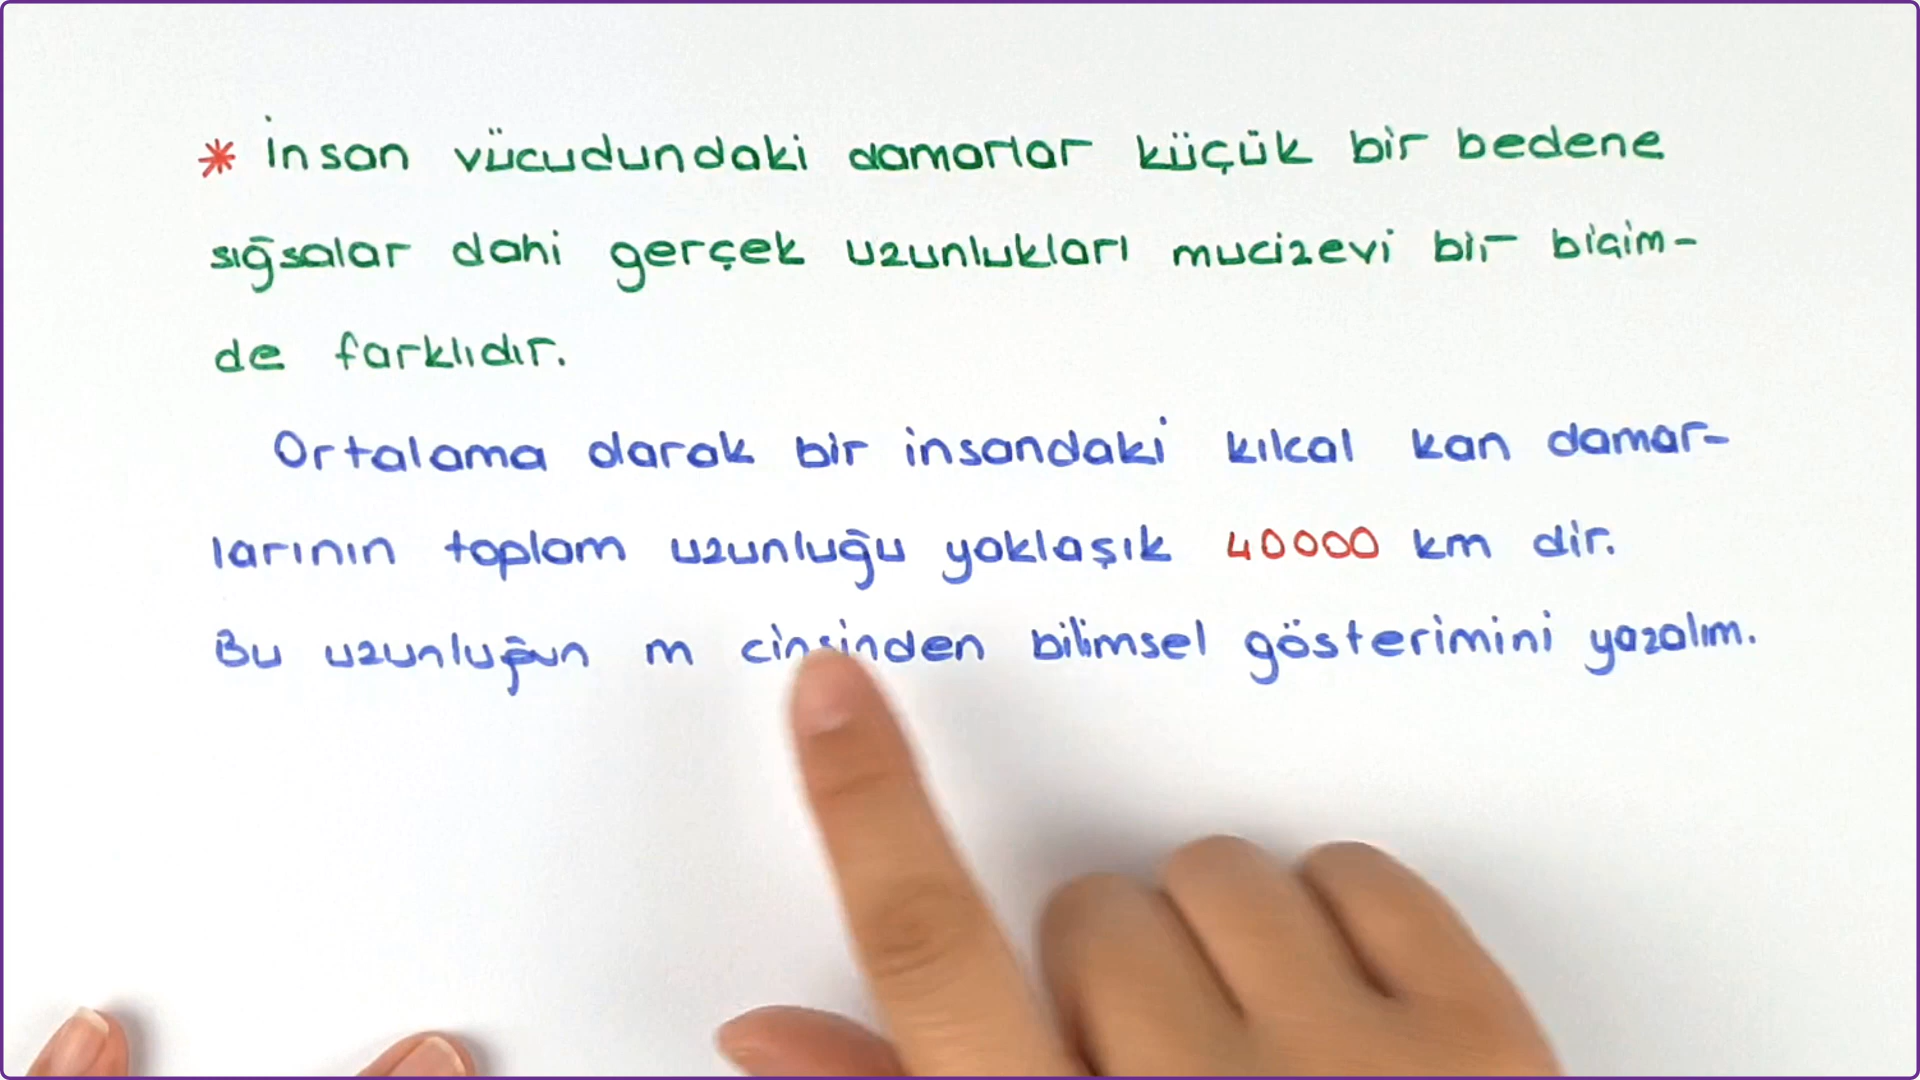 * İnsan vücudundaki damarlar küçük bir bedene
sığsalar dahi gerçek uzunlukları mucizevi bir biçim-
de farklıdır.
Ortalama olarak bir insandaki kılcal kan damar-
larının toplam uzunluğu yaklaşık 40000 km dir.
Bu uzunluğun m cinsinden bilimsel gösterimini yazalım.